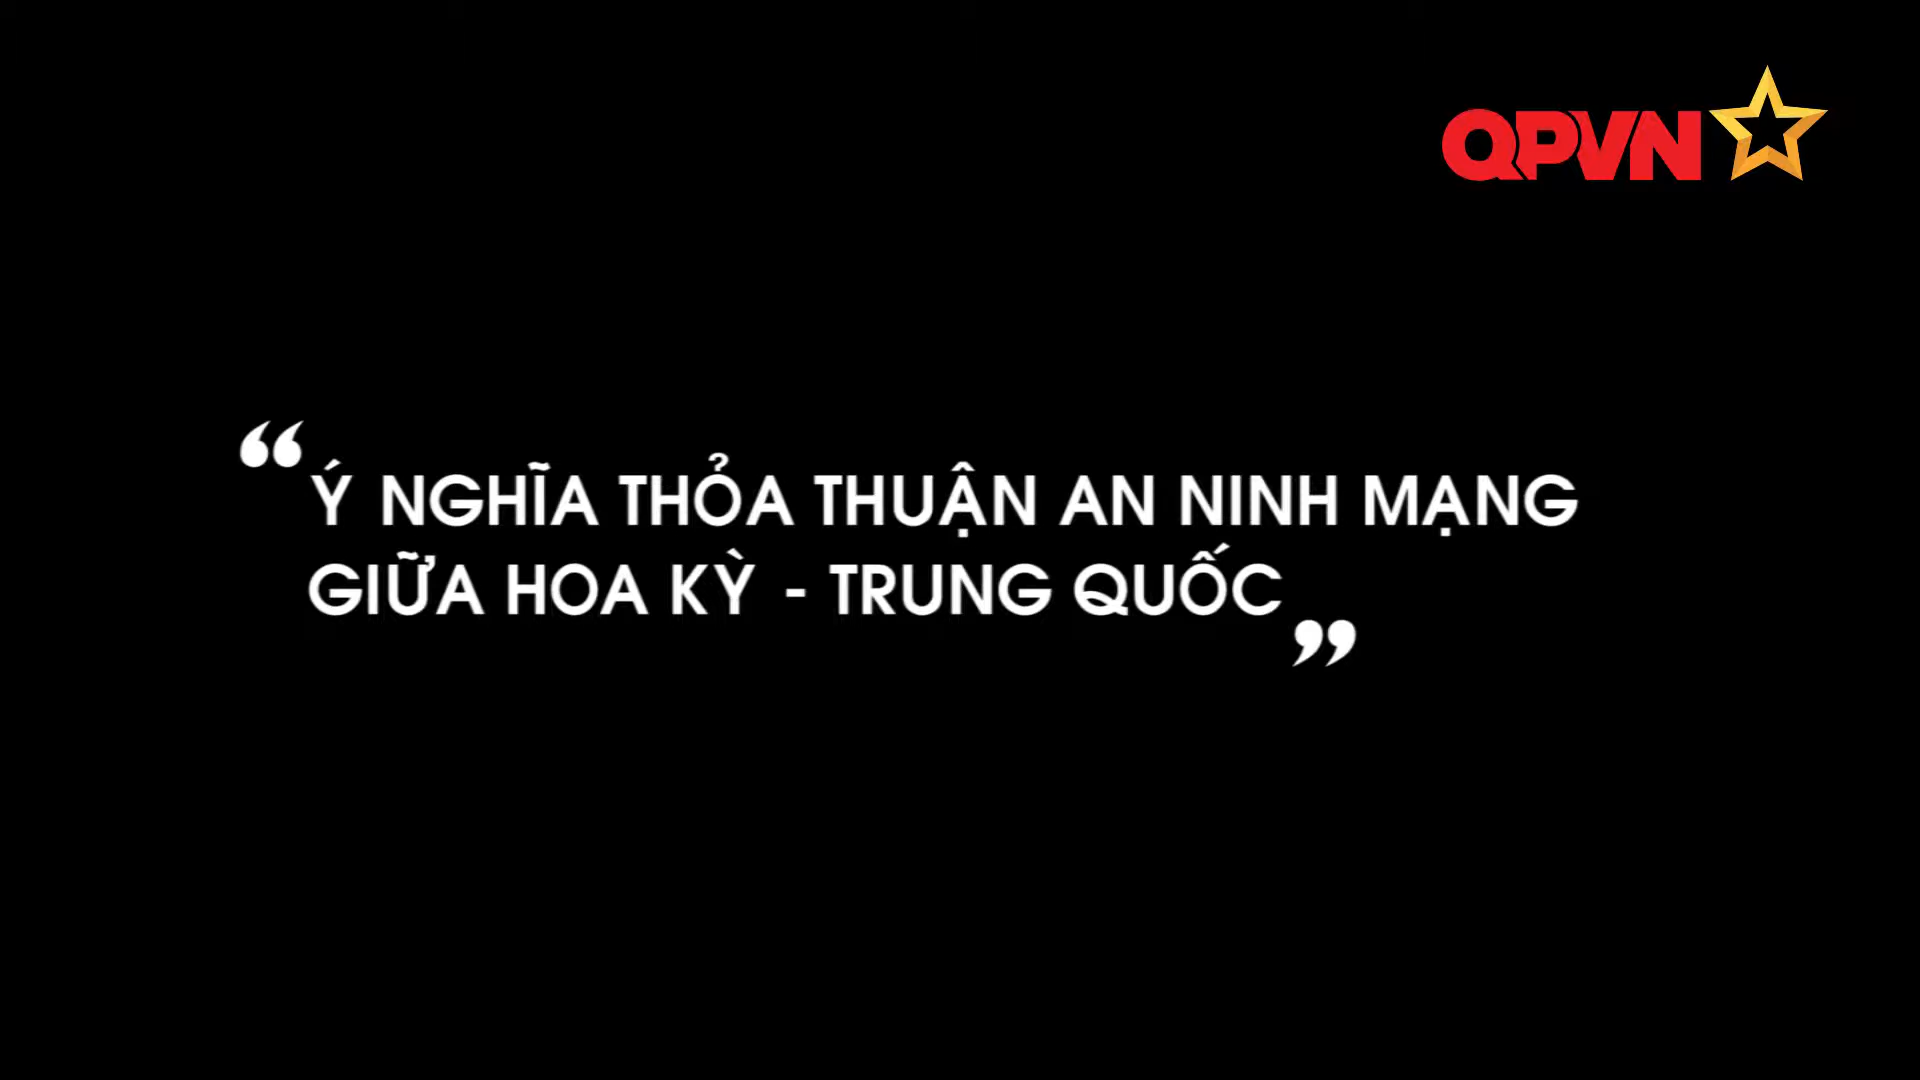 QPVN
“Ý NGHĨA THỎA THUẬN AN NINH MẠNG
GIỮA HOA KỲ - TRUNG QUỐC”